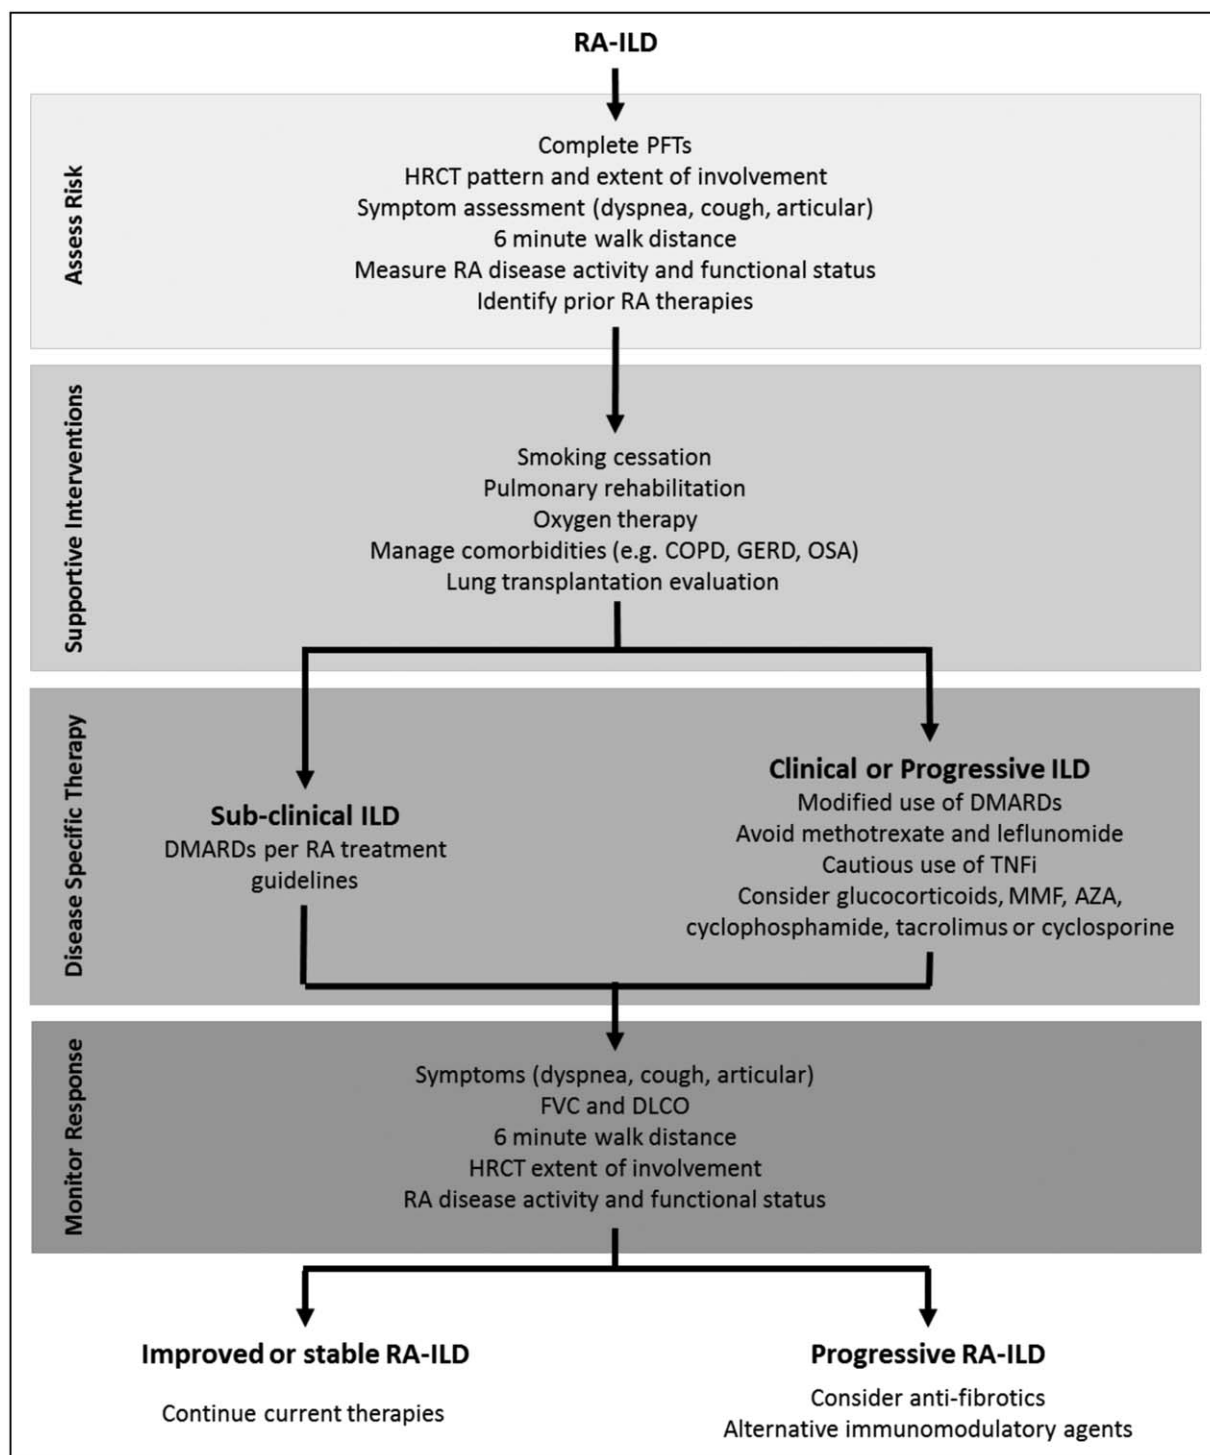 RA-ILD
Assess Risk
Complete PFTs
HRCT pattern and extent of involvement
Symptom assessment (dyspnea, cough, articular)
6 minute walk distance
Measure RA disease activity and functional status
Identify prior RA therapies
Supportive Interventions
Smoking cessation
Pulmonary rehabilitation
Oxygen therapy
Manage comorbidities (e.g. COPD, GERD, OSA)
Lung transplantation evaluation
Disease Specific Therapy
Sub-clinical ILD
DMARDs per RA treatment
guidelines
Clinical or Progressive ILD
Modified use of DMARDs
Avoid methotrexate and leflunomide
Cautious use of TNFi
Consider glucocorticoids, MMF, AZA,
cyclophosphamide, tacrolimus or cyclosporine
Monitor Response
Symptoms (dyspnea, cough, articular)
FVC and DLCO
6 minute walk distance
HRCT extent of involvement
RA disease activity and functional status
Improved or stable RA-ILD
Continue current therapies
Progressive RA-ILD
Consider anti-fibrotics
Alternative immunomodulatory agents